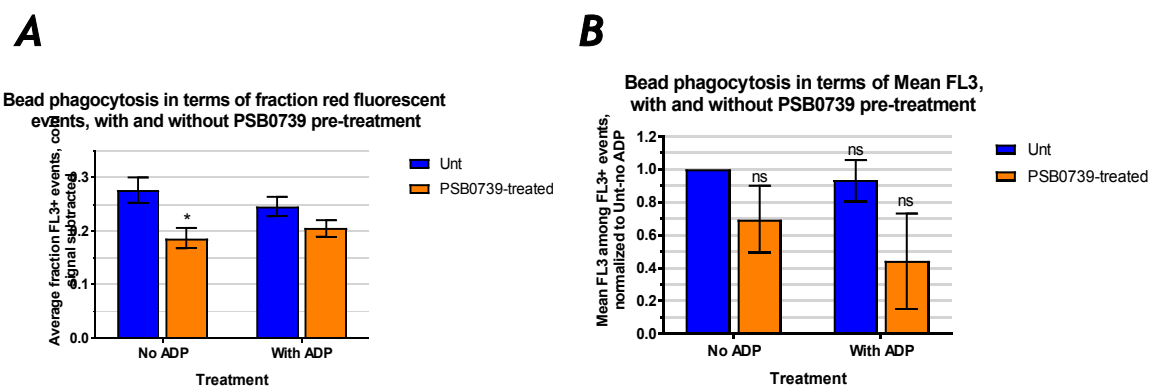 A
Bead phagocytosis in terms of fraction red fluorescent
events, with and without PSB0739 pre-treatment
Average fraction FL3+ events,
signal subtracted
0.3
0.2
0.1
0.0
*
No ADP
With ADP
Treatment
Unt
PSB0739-treated
B
Bead phagocytosis in terms of Mean FL3,
with and without PSB0739 pre-treatment
Mean FL3 among FL3+ events,
normalized to Unt-no ADP
1.2
1.0
0.8
0.6
0.4
0.2
0.0
ns
ns
ns
No ADP
With ADP
Treatment
Unt
PSB0739-treated